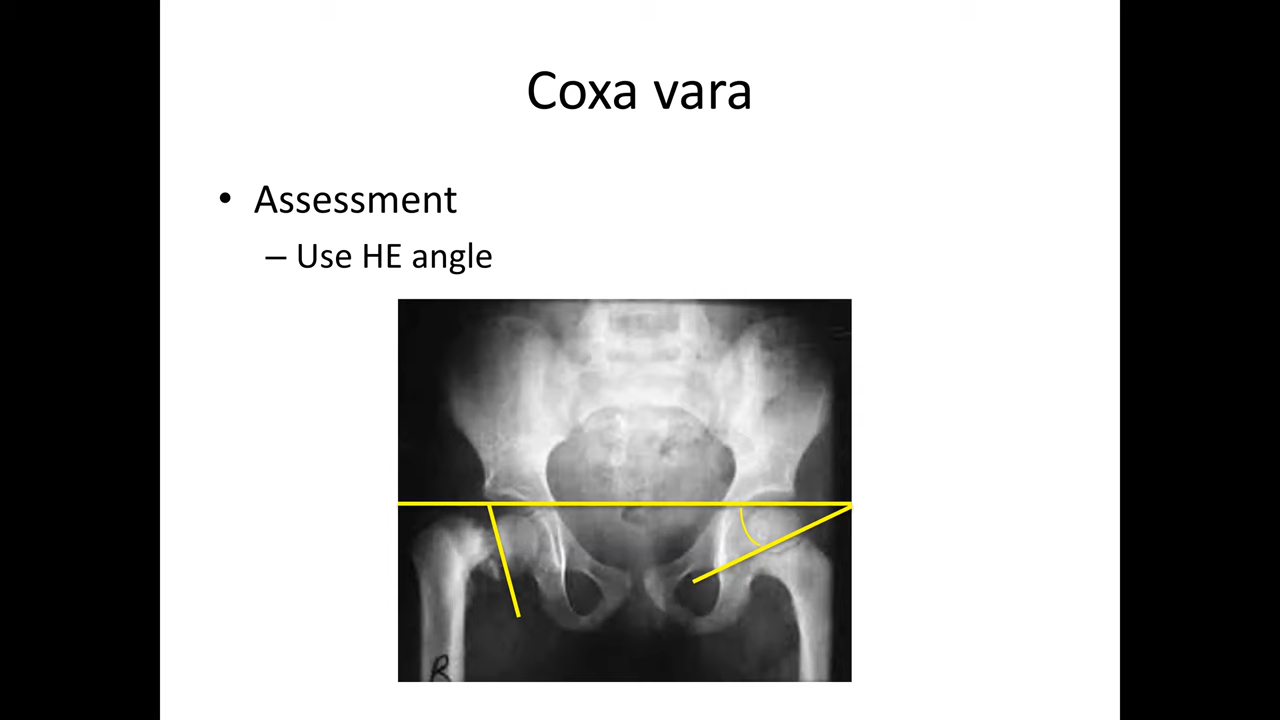 Coxa vara
• Assessment
– Use HE angle
R